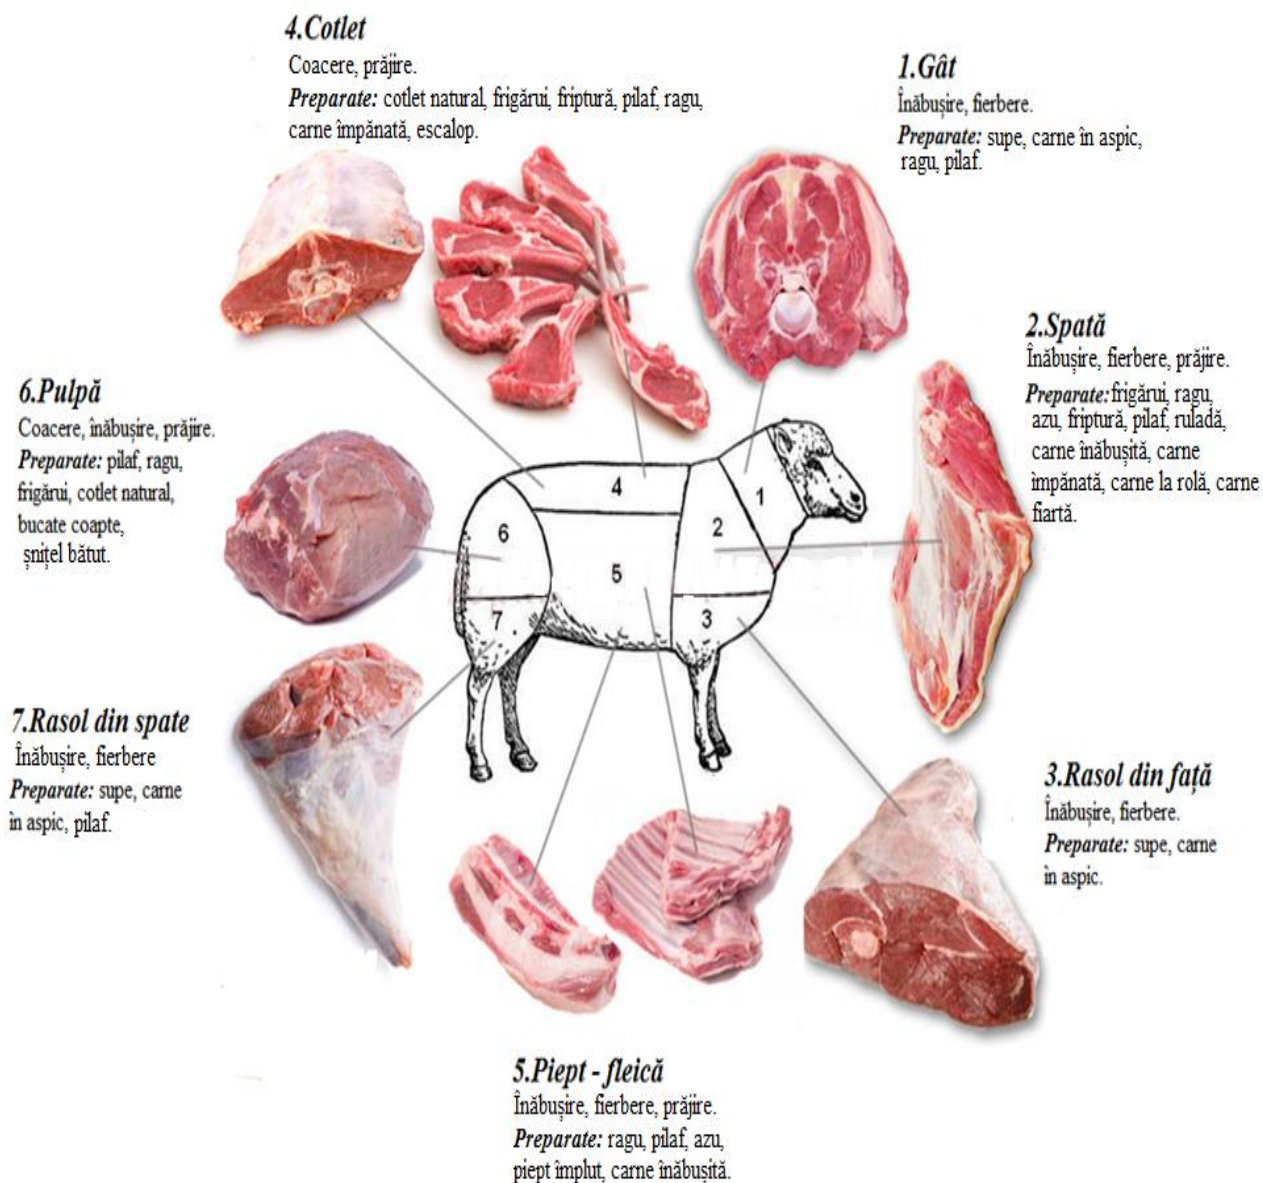 4.Cotlet
Coacere, prăjire.
Preparate: cotlet natural, frigărui, friptură, pilaf, ragu,
carne împănată, escalop.
1.Gât
Înăbușire, fierbere.
Preparate: supe, carne în aspic,
ragu, pilaf.
2.Spată
Înăbușire, fierbere, prăjire.
Preparate: frigărui, ragu,
azu, friptură, pilaf, ruladă,
carne înăbușită, carne
împănată, carne la rolă, carne
fiartă.
6.Pulpă
Coacere, înăbușire, prăjire.
Preparate: pilaf, ragu,
frigărui, cotlet natural,
bucate coapte,
șnițel bătut.
4
1
2
6
5
3
7
7.Rasol din spate
Înăbușire, fierbere
Preparate: supe, carne
în aspic, pilaf.
3.Rasol din față
Înăbușire, fierbere.
Preparate: supe, carne
în aspic.
5.Piept - fleică
Înăbușire, fierbere, prăjire.
Preparate: ragu, pilaf, azu,
piept împlut, carne înăbușită.